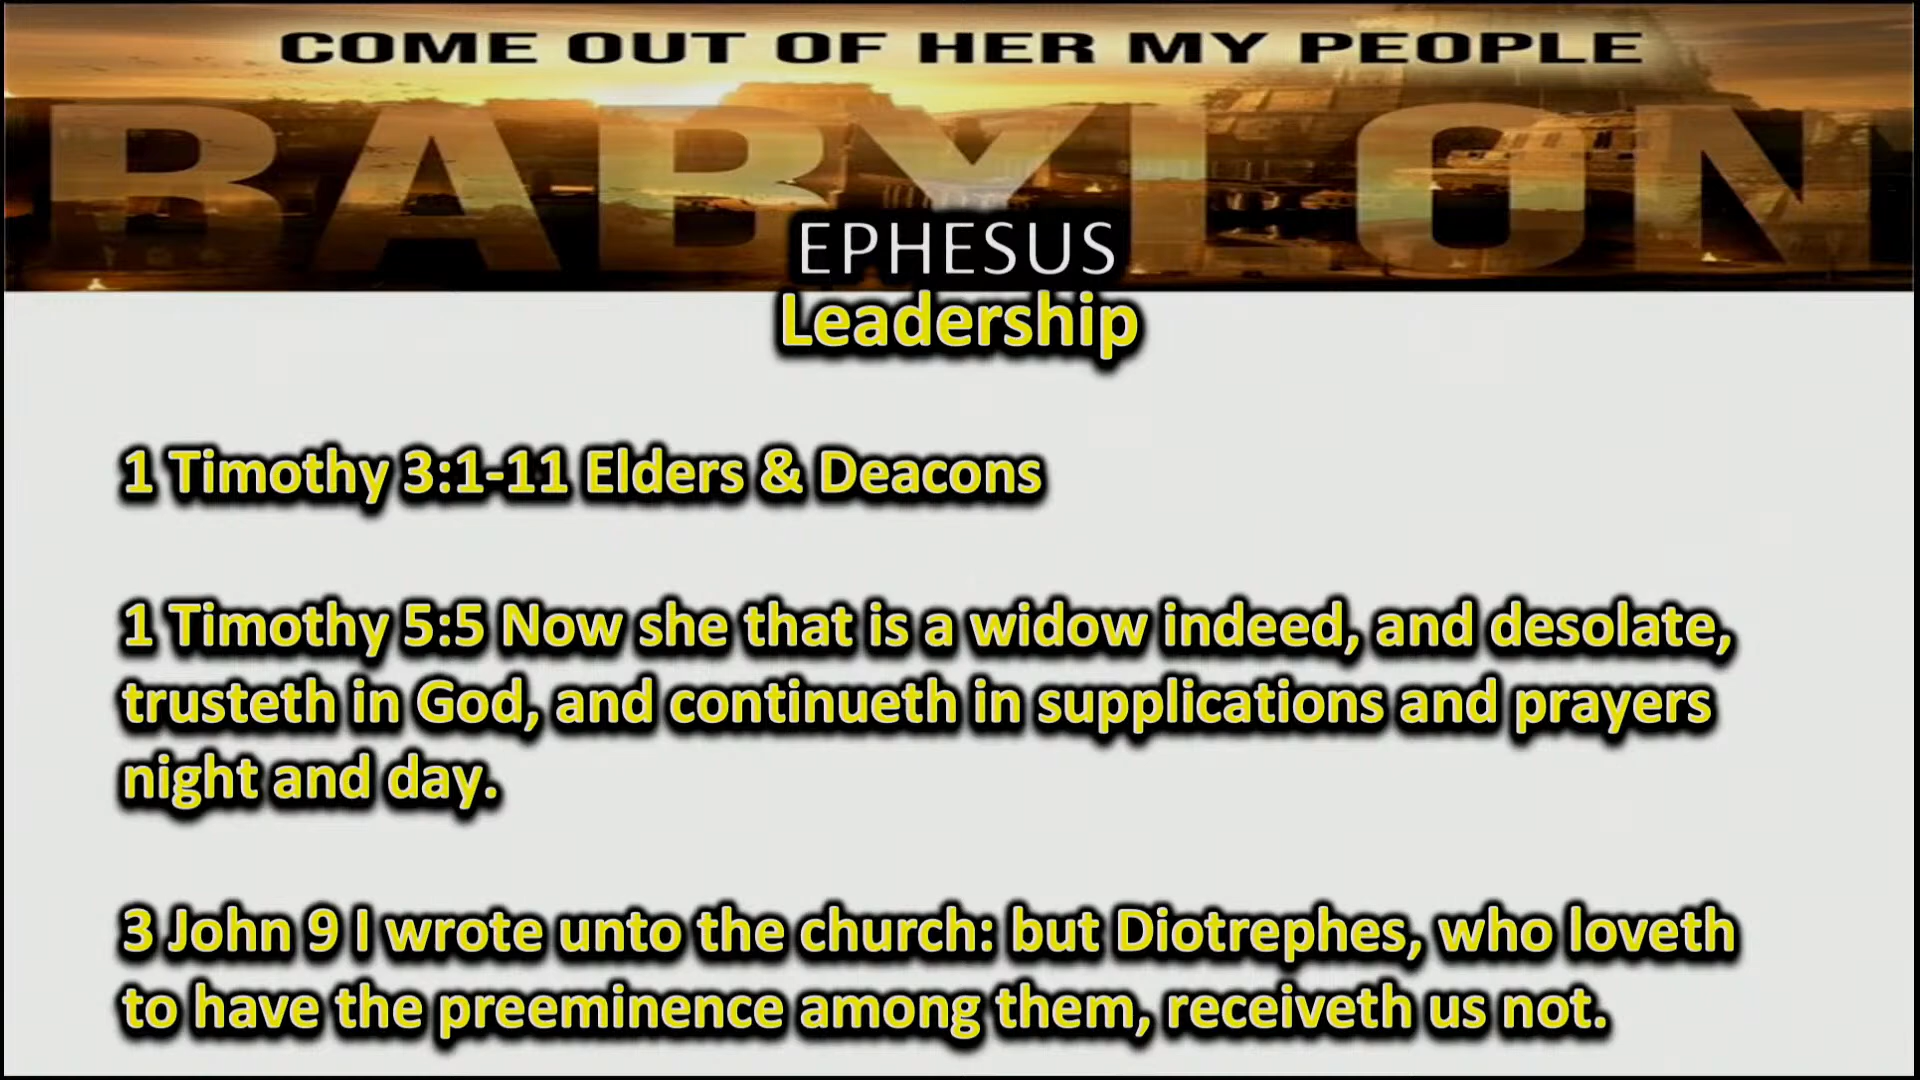 COME OUT OF HER MY PEOPLE
BABYLON
EPHESUS
Leadership
1 Timothy 3:1-11 Elders & Deacons
1 Timothy 5:5 Now she that is a widow indeed, and desolate,
trusteth in God, and continueth in supplications and prayers
night and day.
3 John 9 I wrote unto the church: but Diotrephes, who loveth
to have the preeminence among them, receiveth us not.